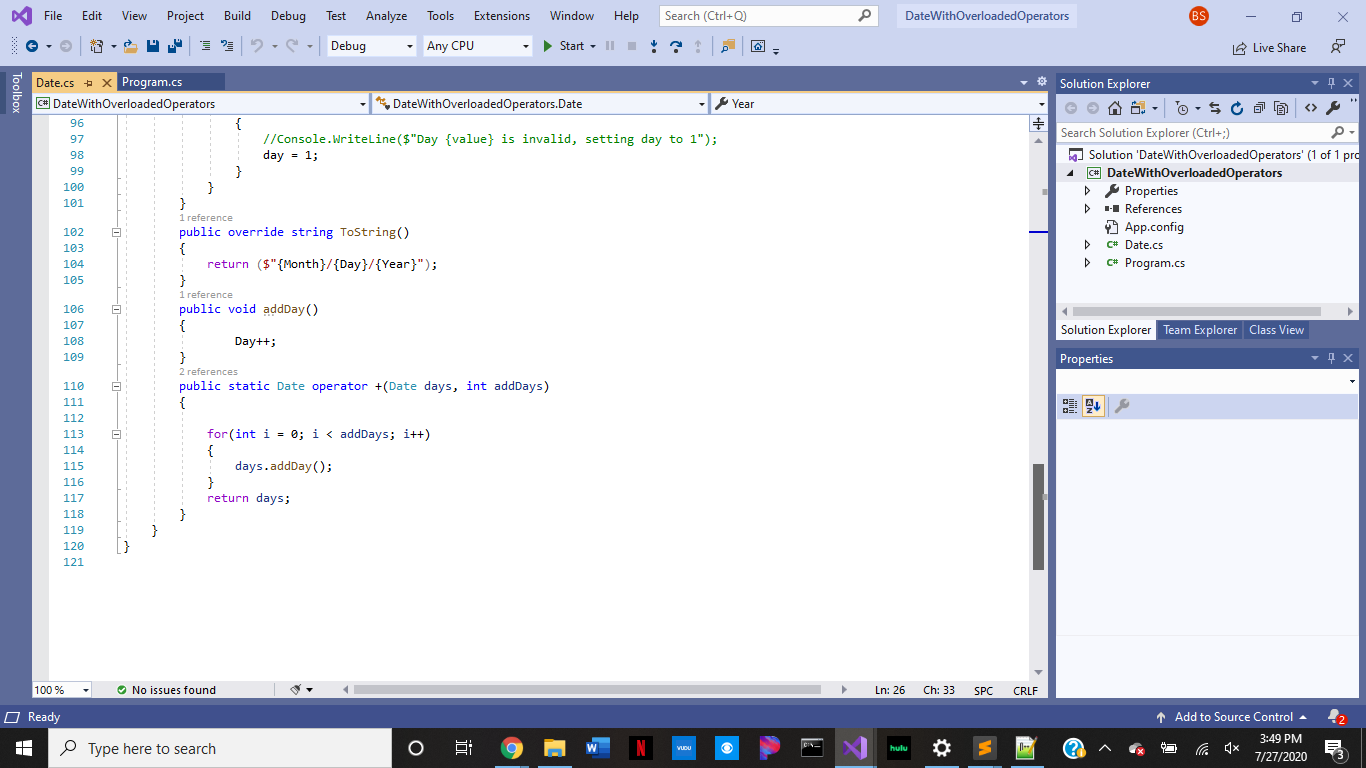 File Edit View Project Build Debug Test Analyze Tools Extensions Window Help Search (Ctrl+Q) DateWithOverloadedOperators BS
Debug Any CPU Start Live Share
Toolbox
Date.cs Program.cs
DateWithOverloadedOperators DateWithOverloadedOperators.Date Year
96 {
97 //Console.WriteLine($"Day {value} is invalid, setting day to 1");
98 day = 1;
99 }
100 }
101 }
1 reference
102 public override string ToString()
103 {
104 return ($"{Month}/{Day}/{Year}");
105 }
1 reference
106 public void addDay()
107 {
108 Day++;
109 }
2 references
110 public static Date operator +(Date days, int addDays)
111 {
112
113 for(int i = 0; i < addDays; i++)
114 {
115 days.addDay();
116 }
117 return days;
118 }
119 }
120 }
121
100 % No issues found Ln: 26 Ch: 33 SPC CRLF
Solution Explorer
Search Solution Explorer (Ctrl+;)
Solution 'DateWithOverloadedOperators' (1 of 1 pro
C# DateWithOverloadedOperators
Properties
References
App.config
C# Date.cs
C# Program.cs
Solution Explorer Team Explorer Class View
Properties
Ready Add to Source Control 2
Type here to search VUDU hulu 3:49 PM
7/27/2020 3